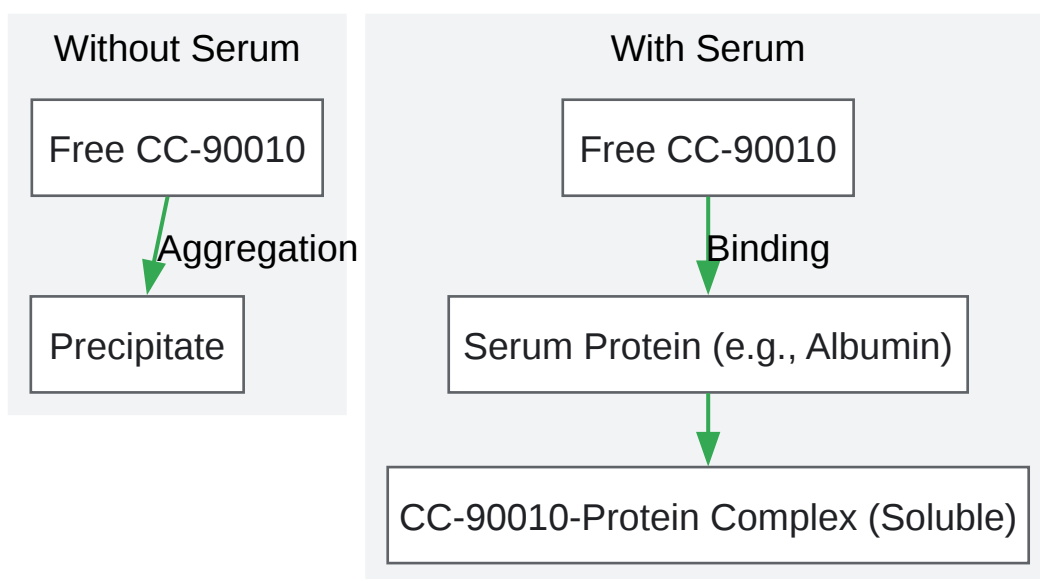 Without Serum
Free CC-90010
Aggregation
Precipitate
With Serum
Free CC-90010
Binding
Serum Protein (e.g., Albumin)
CC-90010-Protein Complex (Soluble)